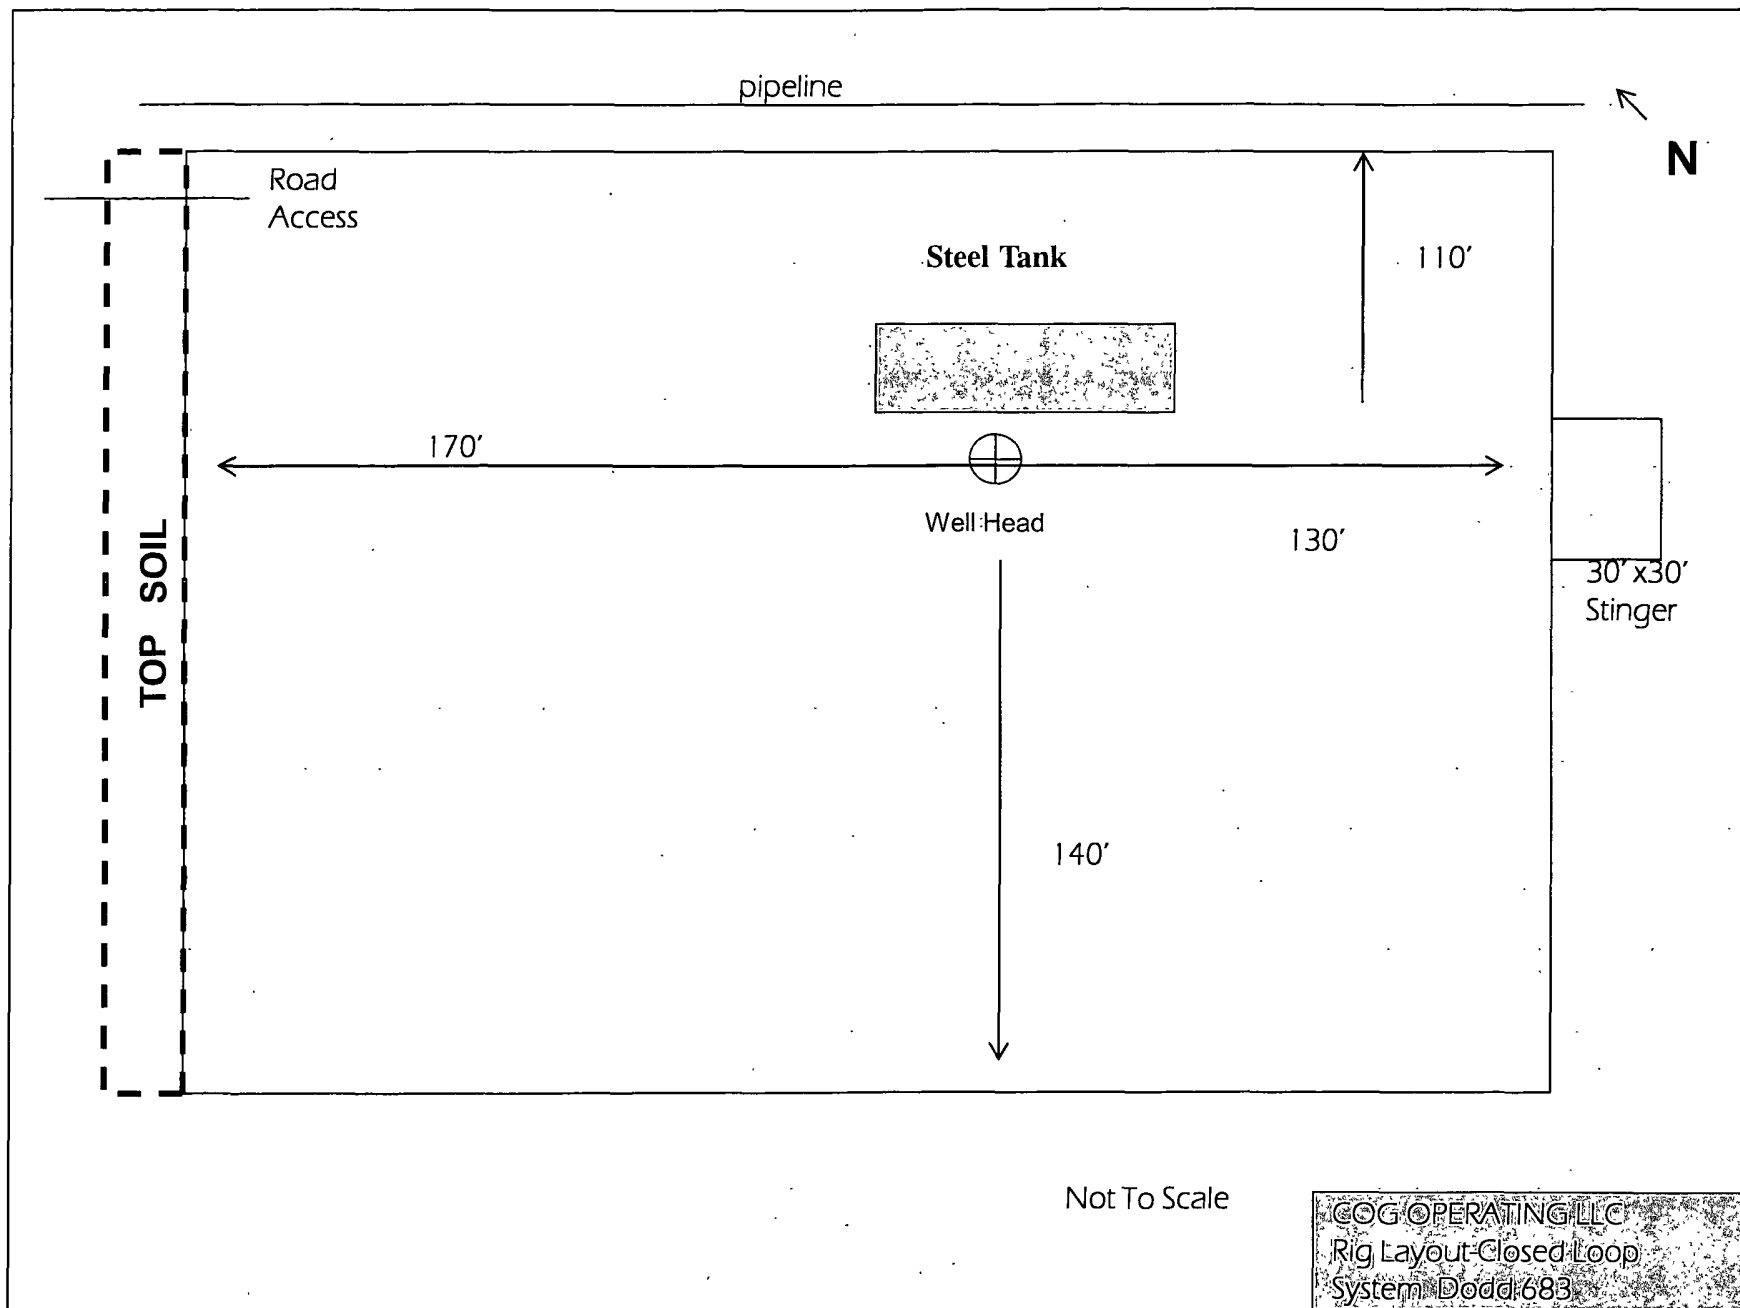 pipeline
N
Road
Access
Steel Tank
110'
170'
Well Head
130'
30'x30'
Stinger
TOP SOIL
140'
Not To Scale
COG OPERATING LLC
Rig Layout-Closed Loop
System Dodd 683